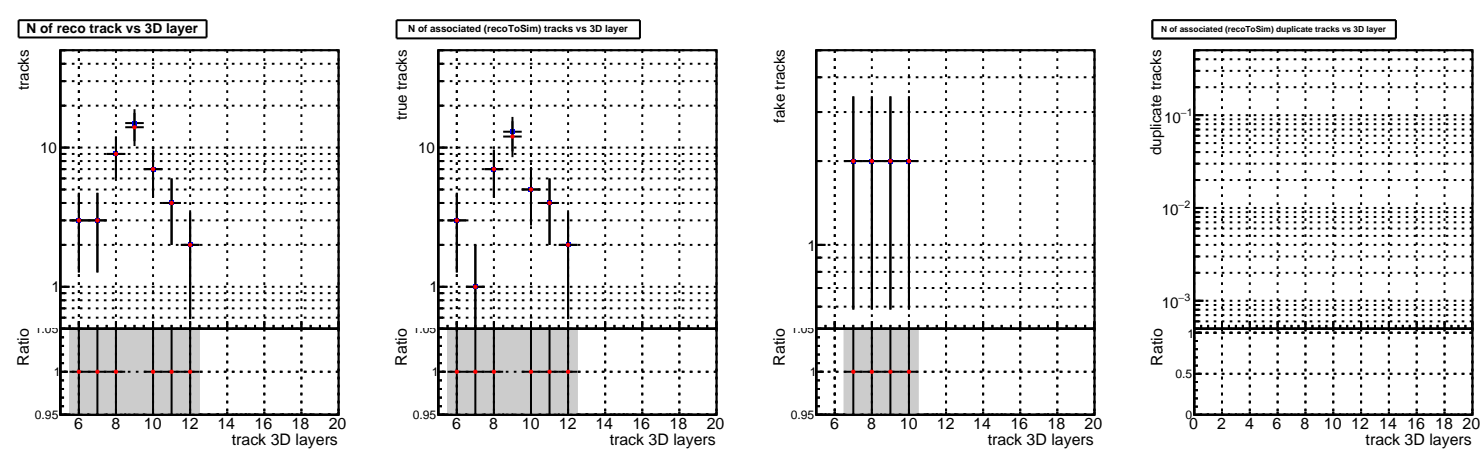 N of reco track vs 3D layer
tracks
10
1
Ratio
1.05
1
0.95
6 8 10 12 14 16 18 20
track 3D layers
N of associated (recoToSim) tracks vs 3D layer
true tracks
10
1
Ratio
1.05
1
0.95
6 8 10 12 14 16 18 20
track 3D layers
fake tracks
1
Ratio
1.05
1
0.95
6 8 10 12 14 16 18 20
track 3D layers
N of associated (recoToSim) duplicate tracks vs 3D layer
duplicate tracks
10⁻¹
10⁻²
10⁻³
Ratio
1
0.5
0
0 2 4 6 8 10 12 14 16 18 20
track 3D layers